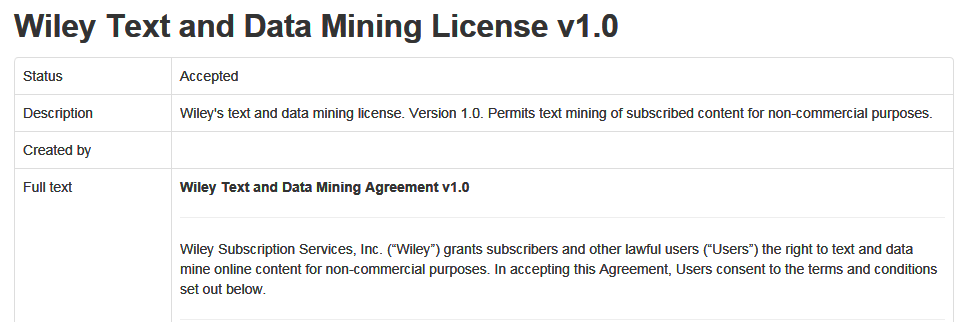 Wiley Text and Data Mining License v1.0
Status Accepted
Description Wiley's text and data mining license. Version 1.0. Permits text mining of subscribed content for non-commercial purposes.
Created by
Full text Wiley Text and Data Mining Agreement v1.0
Wiley Subscription Services, Inc. (“Wiley”) grants subscribers and other lawful users (“Users”) the right to text and data
mine online content for non-commercial purposes. In accepting this Agreement, Users consent to the terms and conditions
set out below.